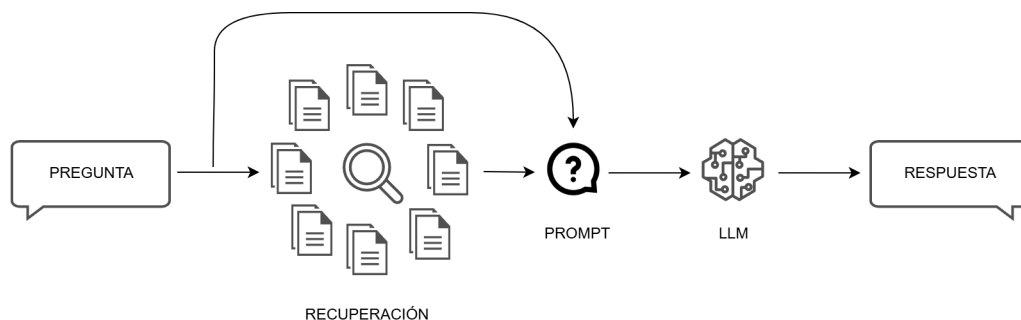 PREGUNTA
RESPUESTA
PROMPT
LLM
RECUPERACIÓN